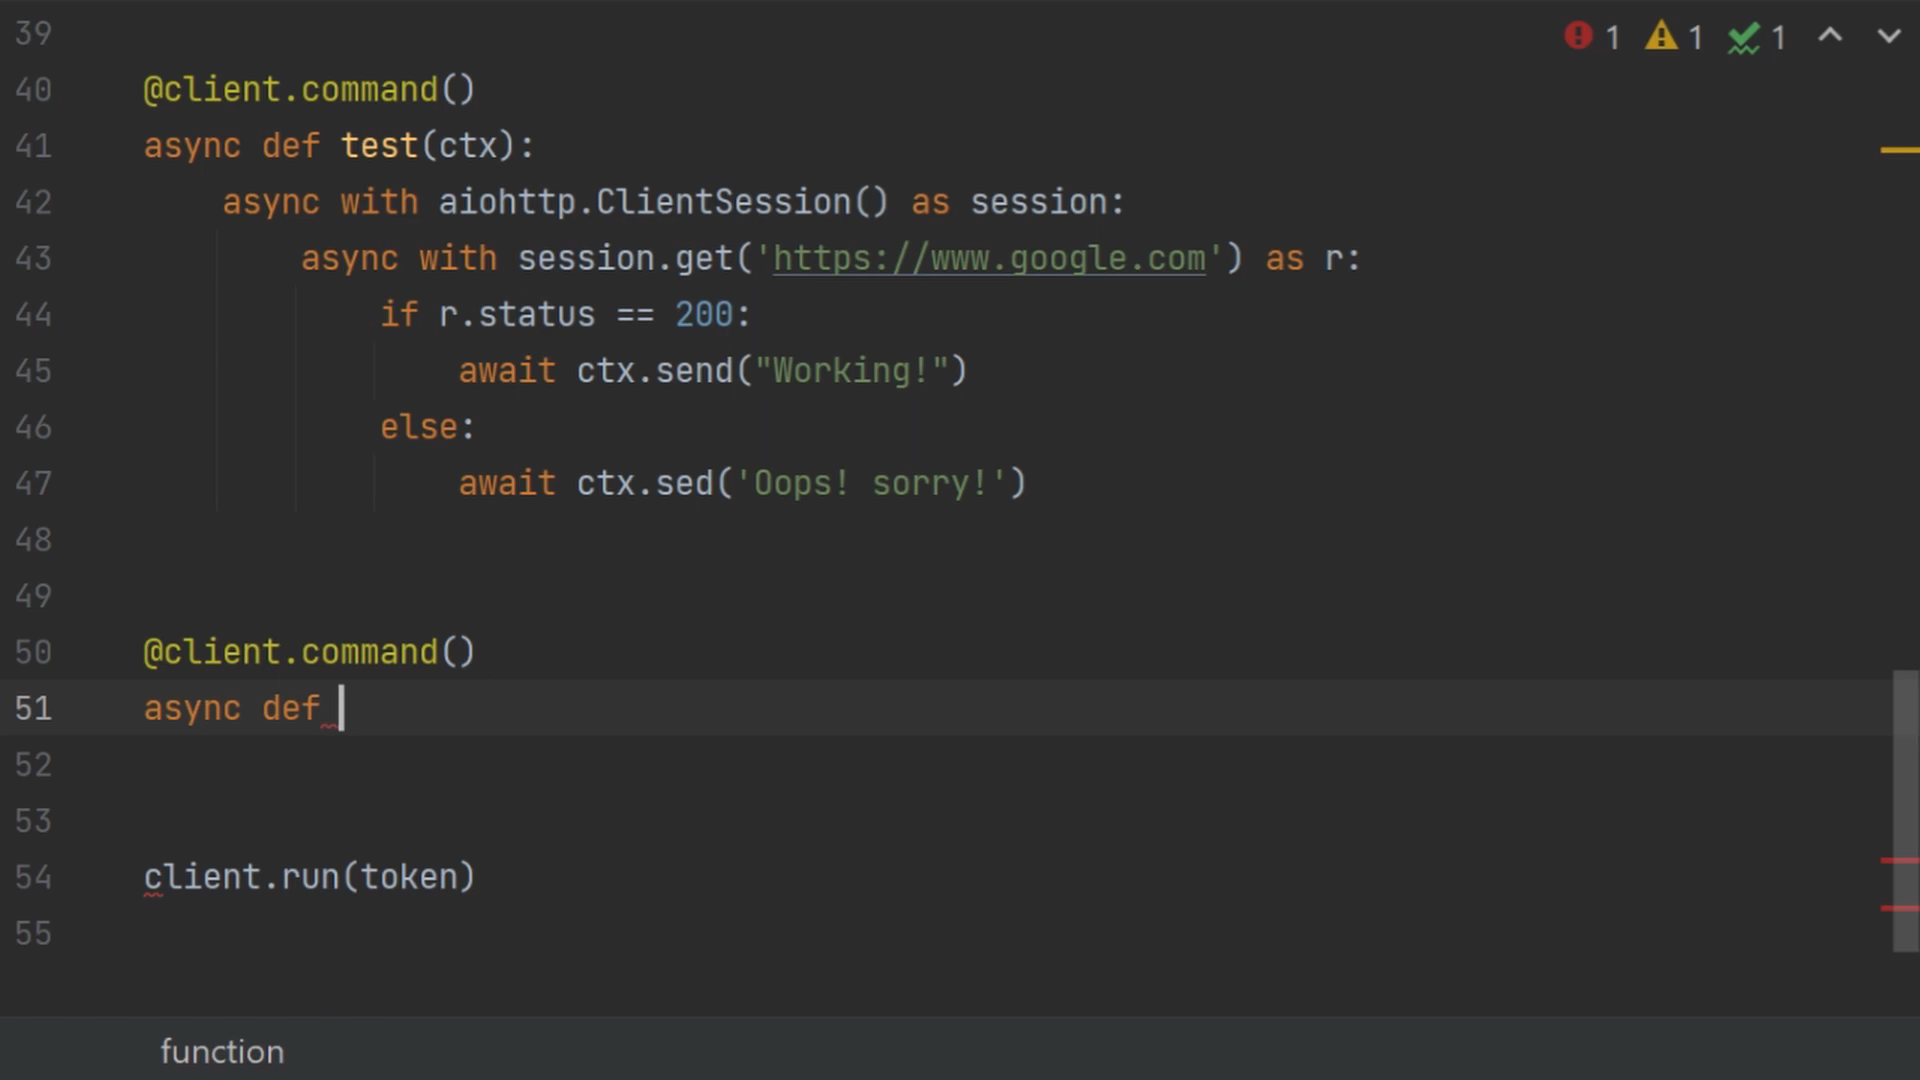 39
1 1 1
40 @client.command()
41 async def test(ctx):
42 async with aiohttp.ClientSession() as session:
43 async with session.get('https://www.google.com') as r:
44 if r.status == 200:
45 await ctx.send("Working!")
46 else:
47 await ctx.sed('Oops! sorry!')
48
49
50 @client.command()
51 async def
52
53
54 client.run(token)
55
function